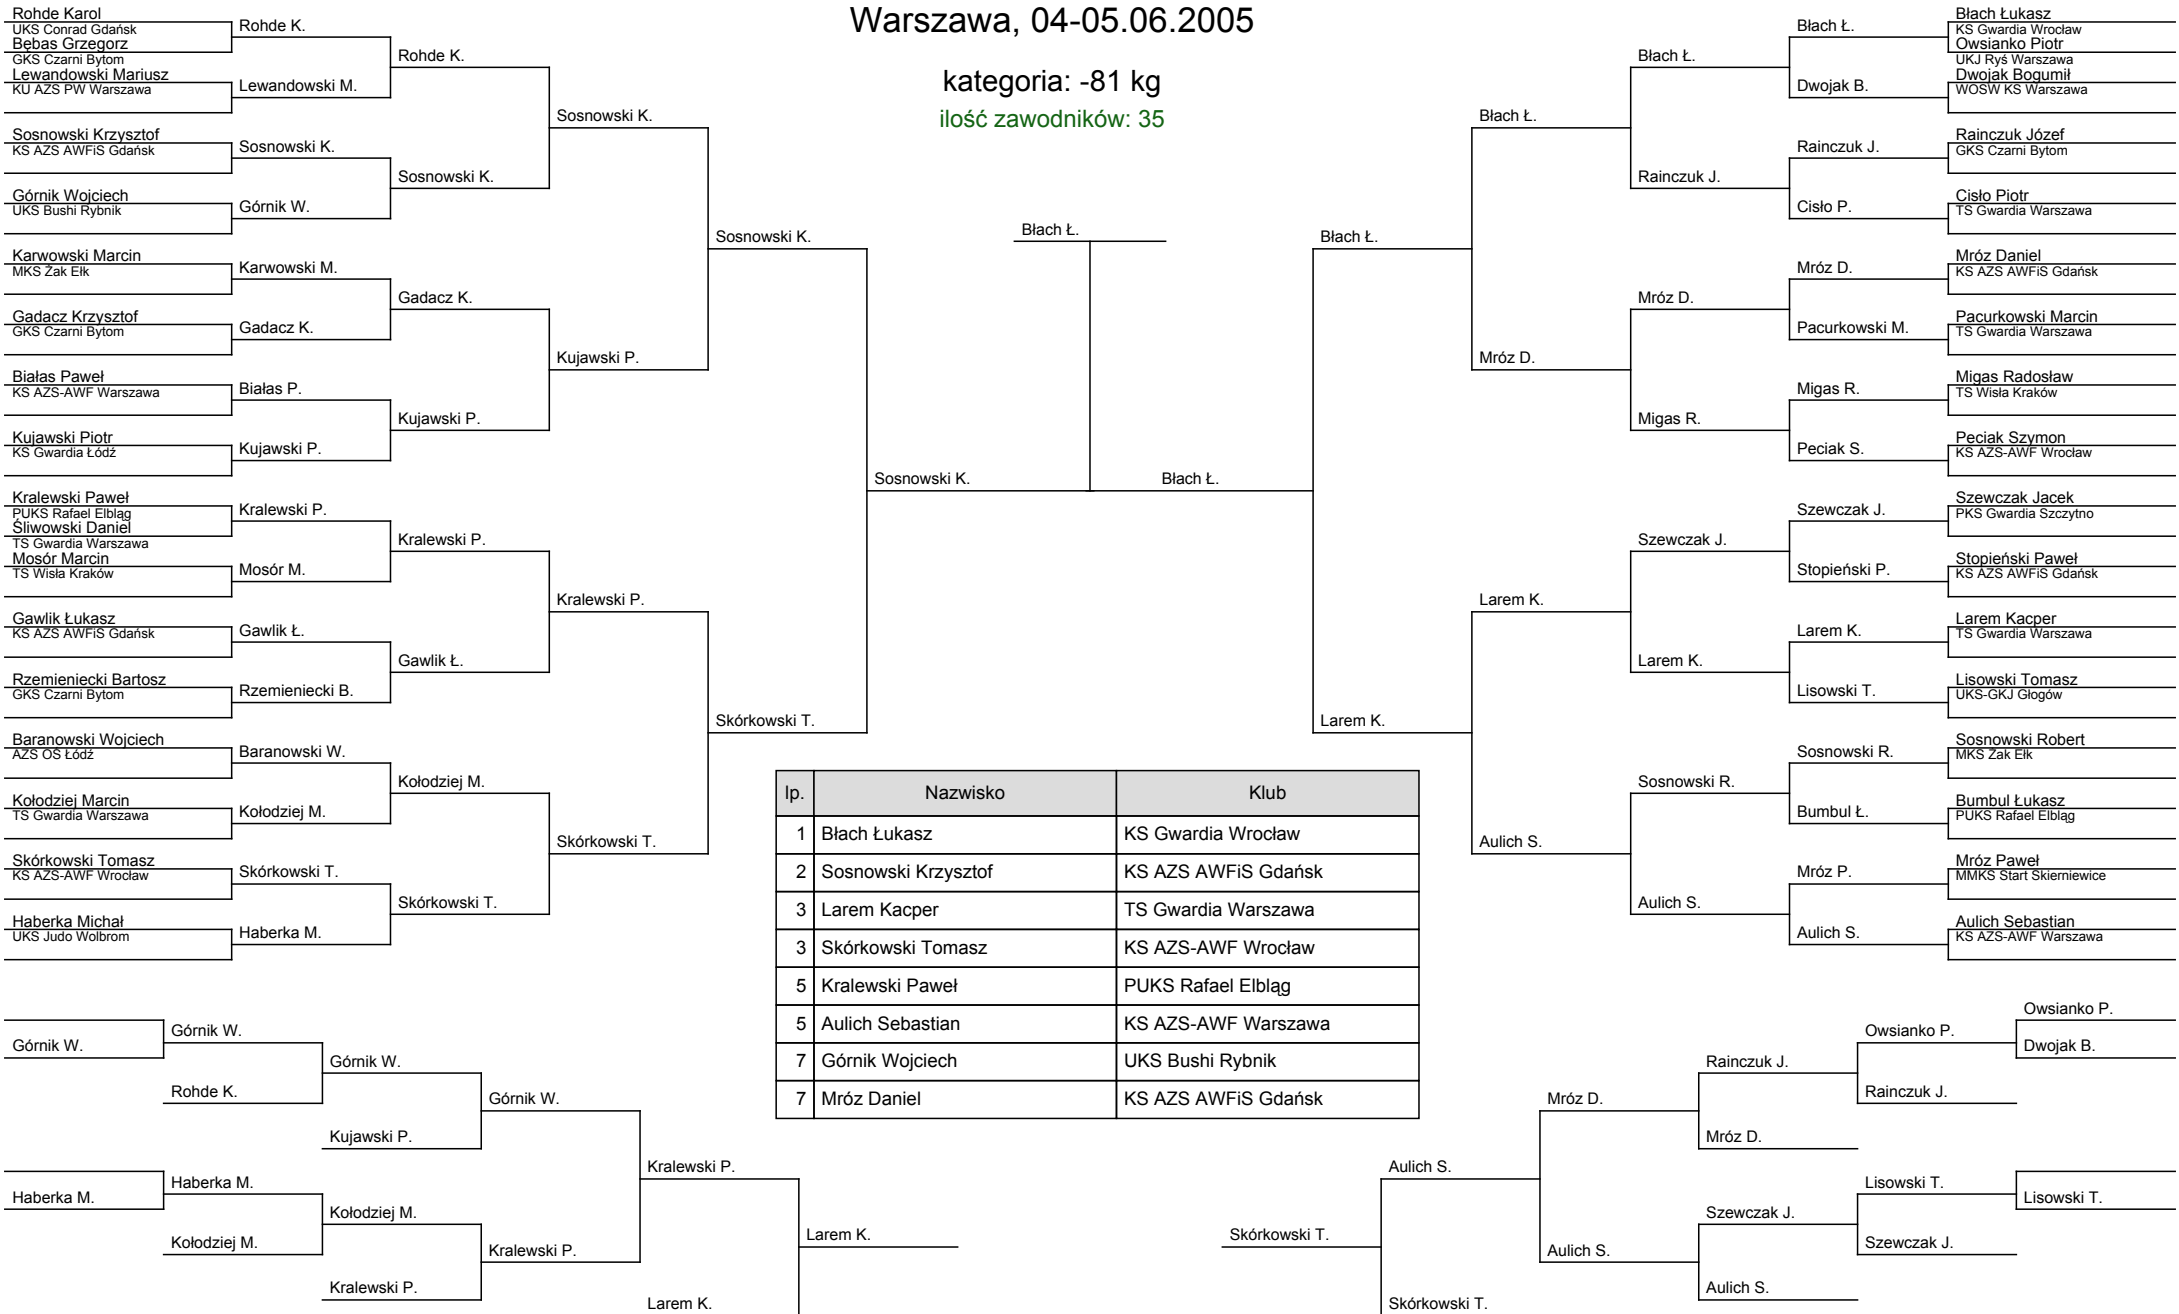 Warszawa, 04-05.06.2005
kategoria: -81 kg
ilość zawodników: 35
Rohde Karol
UKS Conrad Gdańsk
Bębas Grzegorz
GKS Czarni Bytom
Lewandowski Mariusz
KU AZS PW Warszawa
Sosnowski Krzysztof
KS AZS AWFiS Gdańsk
Górnik Wojciech
UKS Bushi Rybnik
Karwowski Marcin
MKS Żak Ełk
Gadacz Krzysztof
GKS Czarni Bytom
Białas Paweł
KS AZS-AWF Warszawa
Kujawski Piotr
KS Gwardia Łódź
Kralewski Paweł
PUKS Rafael Elbląg
Śliwowski Daniel
TS Gwardia Warszawa
Mosór Marcin
TS Wisła Kraków
Gawlik Łukasz
KS AZS AWFiS Gdańsk
Rzemieniecki Bartosz
GKS Czarni Bytom
Baranowski Wojciech
AZS OŚ Łódź
Kołodziej Marcin
TS Gwardia Warszawa
Skórkowski Tomasz
KS AZS-AWF Wrocław
Haberka Michał
UKS Judo Wolbrom
Rohde K.
Lewandowski M.
Sosnowski K.
Górnik W.
Karwowski M.
Gadacz K.
Białas P.
Kujawski P.
Kralewski P.
Mosór M.
Gawlik Ł.
Rzemieniecki B.
Baranowski W.
Kołodziej M.
Skórkowski T.
Haberka M.
Rohde K.
Sosnowski K.
Gadacz K.
Kujawski P.
Kralewski P.
Gawlik Ł.
Kołodziej M.
Skórkowski T.
Sosnowski K.
Kujawski P.
Kralewski P.
Skórkowski T.
Sosnowski K.
Skórkowski T.
Sosnowski K.
Błach Ł.
Błach Ł.
Błach Ł.
Larem K.
Błach Ł.
Mróz D.
Larem K.
Aulich S.
Błach Ł.
Rainczuk J.
Mróz D.
Migas R.
Szewczak J.
Larem K.
Sosnowski R.
Aulich S.
Błach Ł.
Dwojak B.
Rainczuk J.
Cisło P.
Mróz D.
Pacurkowski M.
Migas R.
Peciak S.
Szewczak J.
Stopieński P.
Larem K.
Lisowski T.
Sosnowski R.
Bumbul Ł.
Mróz P.
Aulich S.
Błach Łukasz
KS Gwardia Wrocław
Owsianko Piotr
UKJ Ryś Warszawa
Dwojak Bogumił
WOSW KS Warszawa
Rainczuk Józef
GKS Czarni Bytom
Cisło Piotr
TS Gwardia Warszawa
Mróz Daniel
KS AZS AWFiS Gdańsk
Pacurkowski Marcin
TS Gwardia Warszawa
Migas Radosław
TS Wisła Kraków
Peciak Szymon
KS AZS-AWF Wrocław
Szewczak Jacek
PKS Gwardia Szczytno
Stopieński Paweł
KS AZS AWFiS Gdańsk
Larem Kacper
TS Gwardia Warszawa
Lisowski Tomasz
UKS-GKJ Głogów
Sosnowski Robert
MKS Żak Ełk
Bumbul Łukasz
PUKS Rafael Elbląg
Mróz Paweł
MMKS Start Skierniewice
Aulich Sebastian
KS AZS-AWF Warszawa
lp. Nazwisko Klub
1 Błach Łukasz KS Gwardia Wrocław
2 Sosnowski Krzysztof KS AZS AWFiS Gdańsk
3 Larem Kacper TS Gwardia Warszawa
3 Skórkowski Tomasz KS AZS-AWF Wrocław
5 Kralewski Paweł PUKS Rafael Elbląg
5 Aulich Sebastian KS AZS-AWF Warszawa
7 Górnik Wojciech UKS Bushi Rybnik
7 Mróz Daniel KS AZS AWFiS Gdańsk
Górnik W.
Haberka M.
Górnik W.
Rohde K.
Haberka M.
Kołodziej M.
Górnik W.
Kujawski P.
Kołodziej M.
Kralewski P.
Górnik W.
Kralewski P.
Kralewski P.
Larem K.
Larem K.
Skórkowski T.
Aulich S.
Skórkowski T.
Mróz D.
Aulich S.
Rainczuk J.
Mróz D.
Szewczak J.
Aulich S.
Owsianko P.
Rainczuk J.
Lisowski T.
Szewczak J.
Owsianko P.
Dwojak B.
Lisowski T.